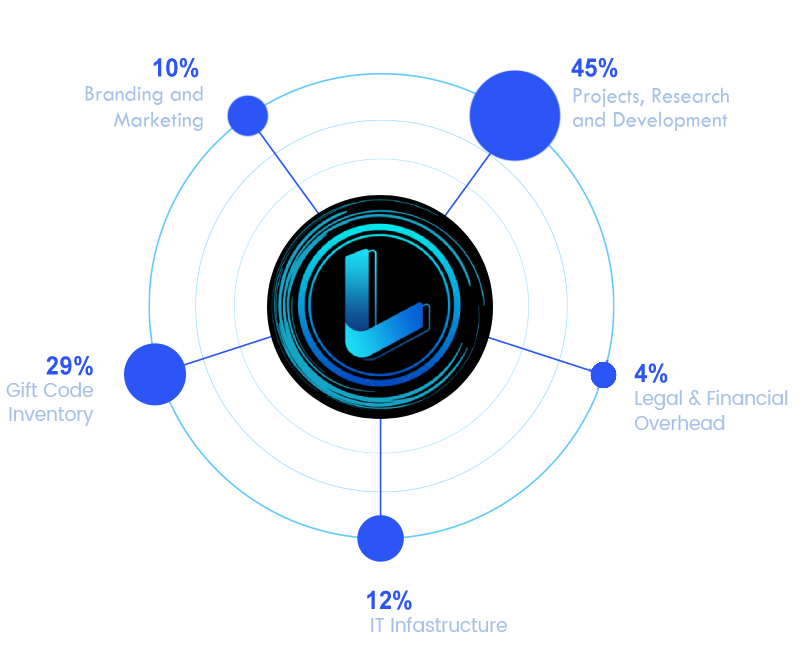 10%
Branding and
Marketing
45%
Projects, Research
and Development
29%
Gift Code
Inventory
4%
Legal & Financial
Overhead
12%
IT Infastructure